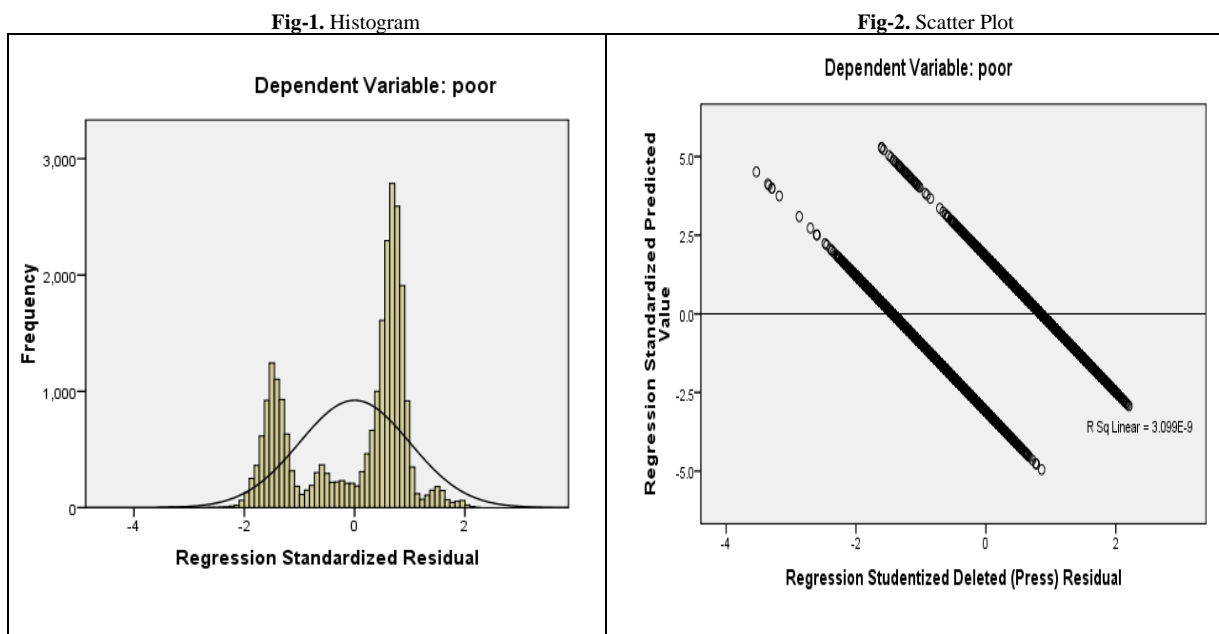 Fig-1. Histogram
Dependent Variable: poor
Frequency
3,000
2,000
1,000
0
-4
-2
0
2
Regression Standardized Residual
Fig-2. Scatter Plot
Dependent Variable: poor
Regression Standardized Predicted
Value
5.0
2.5
0.0
-2.5
-5.0
R Sq Linear = 3.099E-9
-4
-2
0
2
Regression Studentized Deleted (Press) Residual